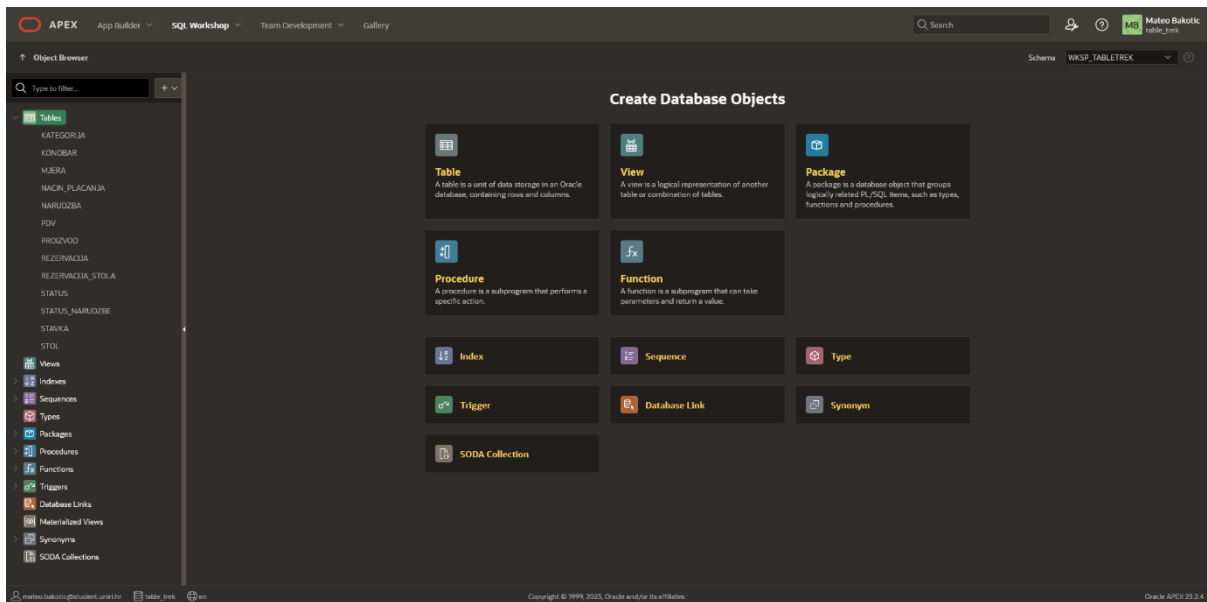 APEX App Builder SQL Workshop Team Development Gallery Search Mateo Bakotic
MB table_trek
Object Browser Schema WKSP_TABLETREK
Type to filter...
Tables
KATEGORIJA
KONOBAR
MJERA
NACIN_PLACANJA
NARUDZBA
PDV
PROIZVOD
REZERVACIJA
REZERVACIJA_STOLA
STATUS
STATUS_NARUDZBE
STAVKA
STOL
Views
Indexes
Sequences
Types
Packages
Procedures
Functions
Triggers
Database Links
Materialized Views
Synonyms
SODA Collections
Create Database Objects
Table
A table is a unit of data storage in an Oracle
database, containing rows and columns.
View
A view is a logical representation of another
table or combination of tables.
Package
A package is a database object that groups
logically related PL/SQL items, such as types,
functions and procedures.
Procedure
A procedure is a subprogram that performs a
specific action.
Function
A function is a subprogram that can take
parameters and return a value.
Index
Sequence
Type
Trigger
Database Link
Synonym
SODA Collection
mateo.bakotic@student.uniri.hr table_trek en Copyright © 1999, 2023, Oracle and/or its affiliates. Oracle APEX 23.2.4